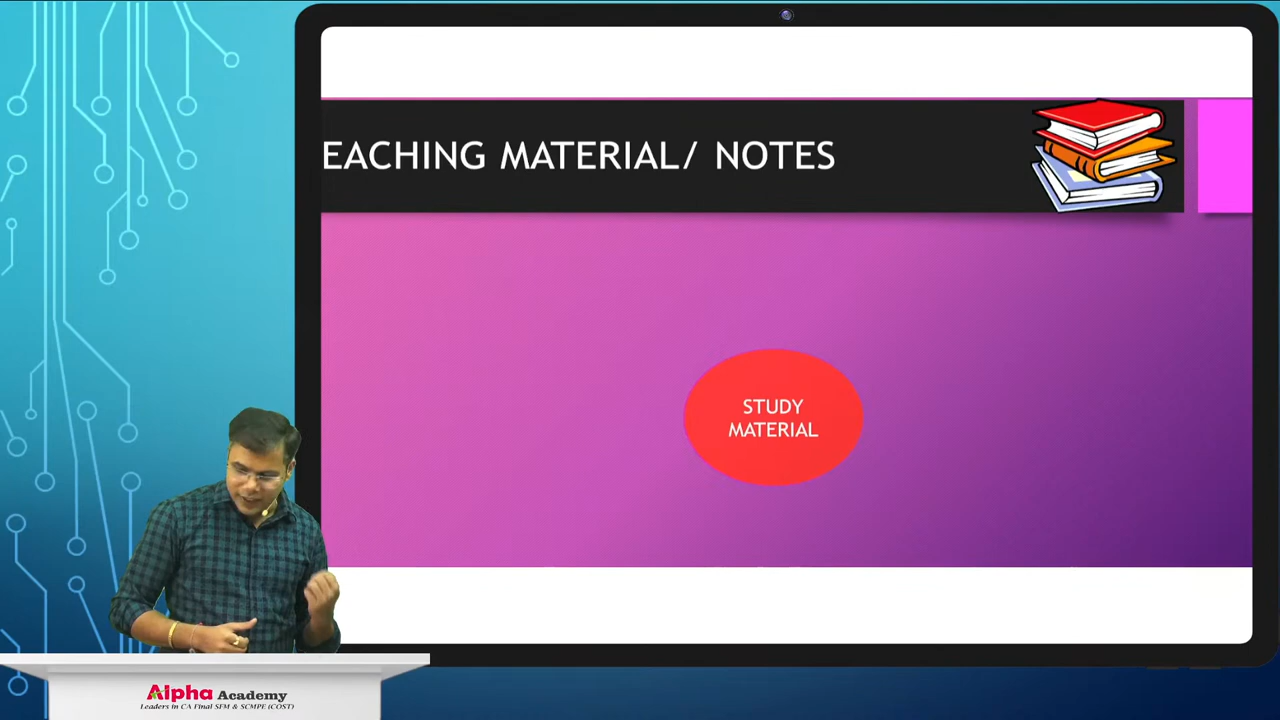 EACHING MATERIAL/ NOTES
STUDY
MATERIAL
Alpha Academy
Leaders in CA Final SFM & SCMPE (COST)